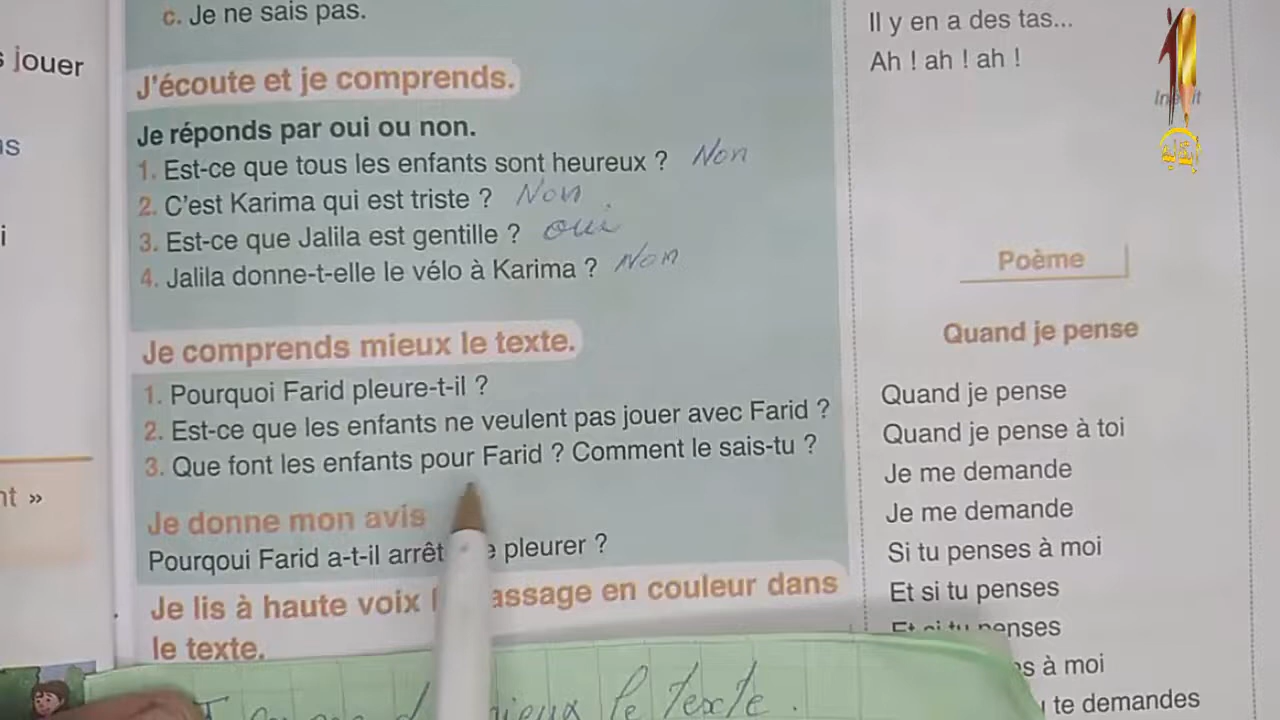 c. Je ne sais pas.
jouer
J'écoute et je comprends.
Je réponds par oui ou non.
1. Est-ce que tous les enfants sont heureux ? Non
2. C'est Karima qui est triste ? Non
3. Est-ce que Jalila est gentille ? oui
4. Jalila donne-t-elle le vélo à Karima ? Non
Je comprends mieux le texte.
1. Pourquoi Farid pleure-t-il ?
2. Est-ce que les enfants ne veulent pas jouer avec Farid ?
3. Que font les enfants pour Farid ? Comment le sais-tu ?
nt »
Je donne mon avis
Pourqoui Farid a-t-il arrêt pleurer ?
Je lis à haute voix assage en couleur dans
le texte.
mieux le texte.
Il y en a des tas...
Ah ! ah ! ah !
Poème
Quand je pense
Quand je pense
Quand je pense à toi
Je me demande
Je me demande
Si tu penses à moi
Et si tu penses
Et si tu penses
s à moi
te demandes